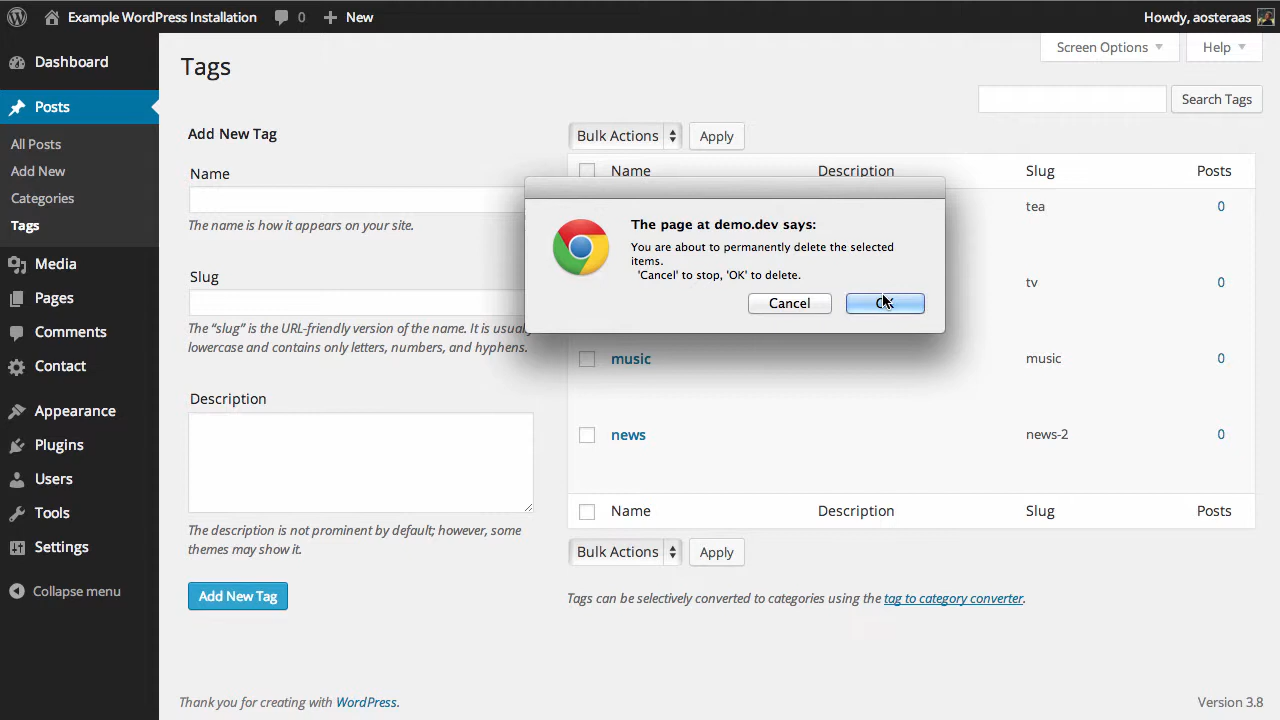 Example WordPress Installation
0
New
Howdy, aosteraas
Dashboard
Posts
All Posts
Add New
Categories
Tags
Media
Pages
Comments
Contact
Appearance
Plugins
Users
Tools
Settings
Collapse menu
Screen Options
Help
Tags
Search Tags
Add New Tag
Name
The name is how it appears on your site.
Slug
The “slug” is the URL-friendly version of the name. It is usually
lowercase and contains only letters, numbers, and hyphens.
Description
The description is not prominent by default; however, some
themes may show it.
Add New Tag
Bulk Actions
Apply
Name
Description
Slug
Posts
tea
0
tv
0
The page at demo.dev says:
You are about to permanently delete the selected
items.
'Cancel' to stop, 'OK' to delete.
Cancel
OK
music
music
0
news
news-2
0
Name
Description
Slug
Posts
Bulk Actions
Apply
Tags can be selectively converted to categories using the tag to category converter.
Thank you for creating with WordPress.
Version 3.8